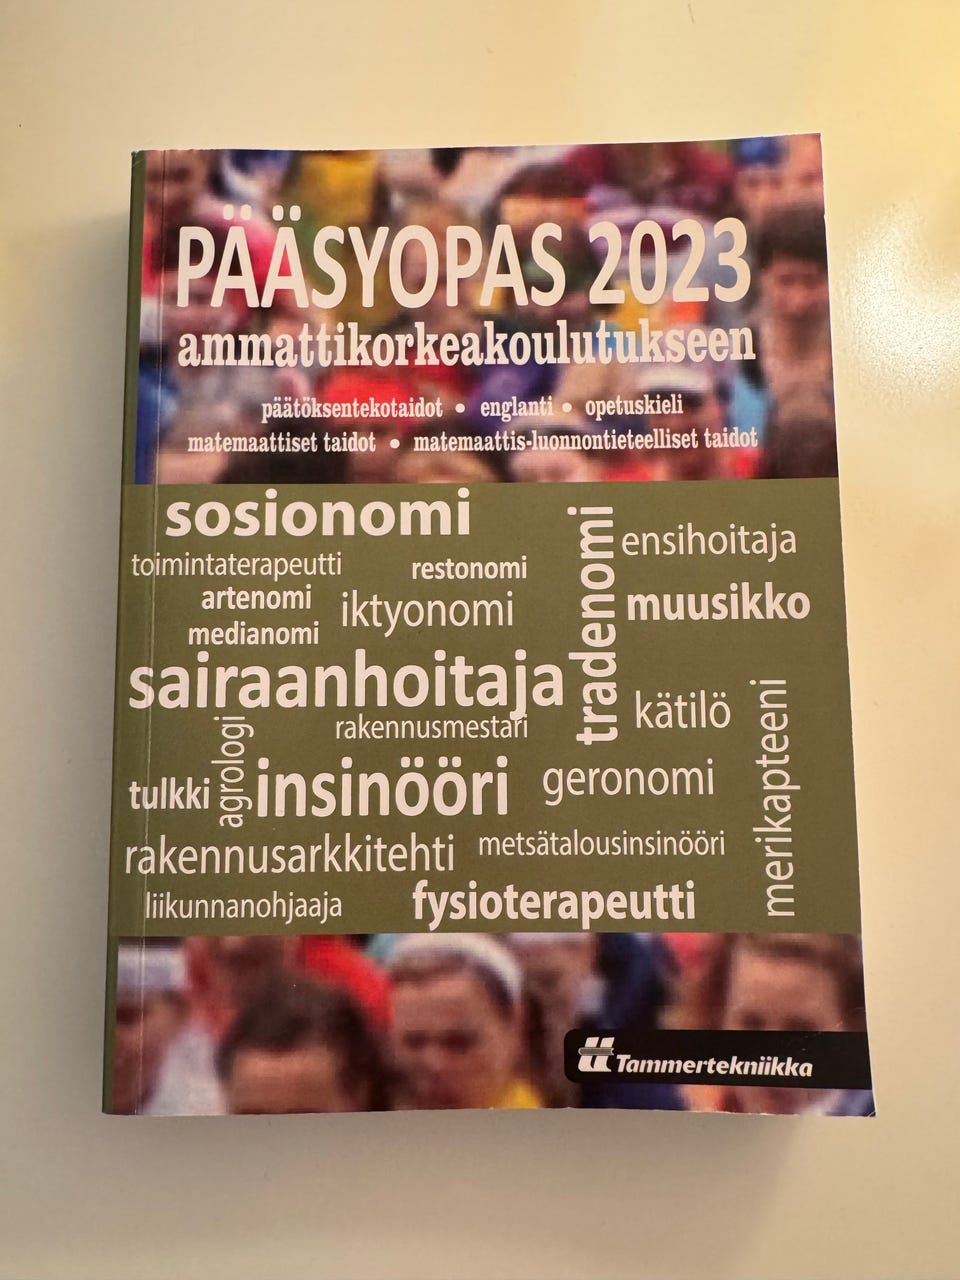 PÄÄSYOPAS 2023
ammattikorkeakoulutukseen
päätöksentekotaidot • englanti • opetuskieli
matemaattiset taidot • matemaattis-luonnontieteelliset taidot
sosionomi
tradenomi
ensihoitaja
toimintaterapeutti
restonomi
artenomi
iktyonomi
muusikko
medianomi
sairaanhoitaja
kätilö
merikapteeni
agrologi
rakennusmestari
tulkki
insinööri
geronomi
rakennusarkkitehti
metsätalousinsinööri
liikunnanohjaaja
fysioterapeutti
tt Tammertekniikka